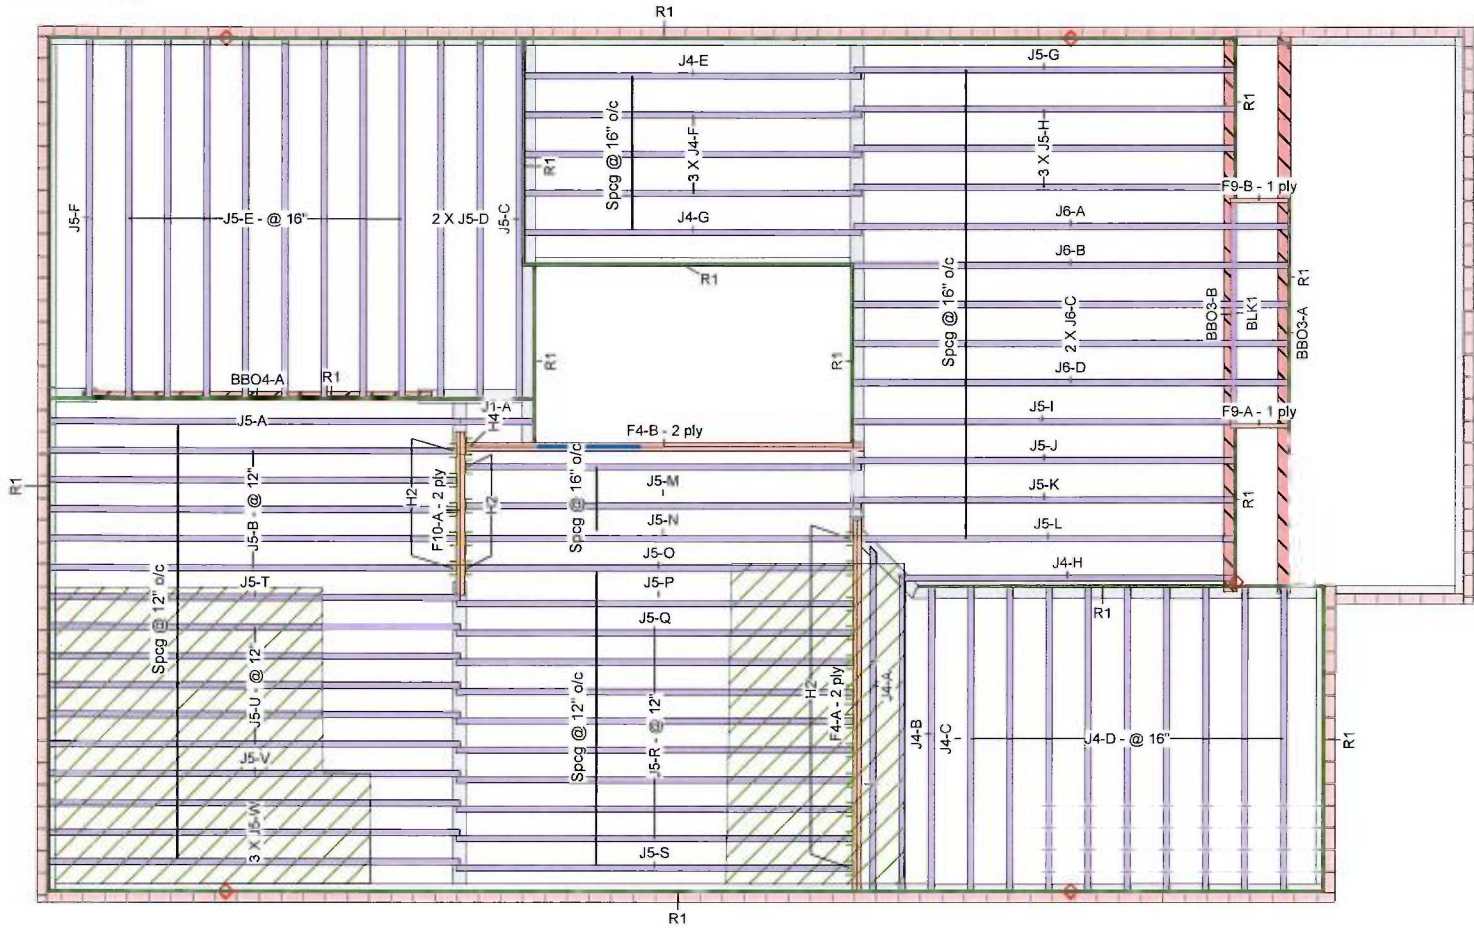 R1
J4-E
J5-G
Spcg @ 16" o/c
3 X J4-F
R1
3 X J5-H
R1
F9-B - 1 ply
J5-F
J5-E - @ 16"
2 X J5-D
J5-C
J4-G
J6-A
J6-B
R1
R1
Spcg @ 16" o/c
BBO3-B
BLK1
BBO3-A
2 X J6-C
R1
R1
J6-D
BBO4-A
R1
J1-A
J5-I
F9-A - 1 ply
J5-A
H4
F4-B - 2 ply
J5-J
R1
J5-B - @ 12"
H2
F10-A - 2 ply
H2
Spcg @ 16" o/c
J5-M
J5-K
R1
J5-N
J5-L
J5-O
J4-H
J5-T
J5-P
Spcg @ 12" o/c
J5-Q
R1
J5-U - @ 12"
H2
F4-A - 2 ply
J4-A
Spcg @ 12" o/c
J5-R - @ 12"
J4-B
J4-C
J4-D - @ 16"
R1
J5-V
3 X J5-W
J5-S
R1